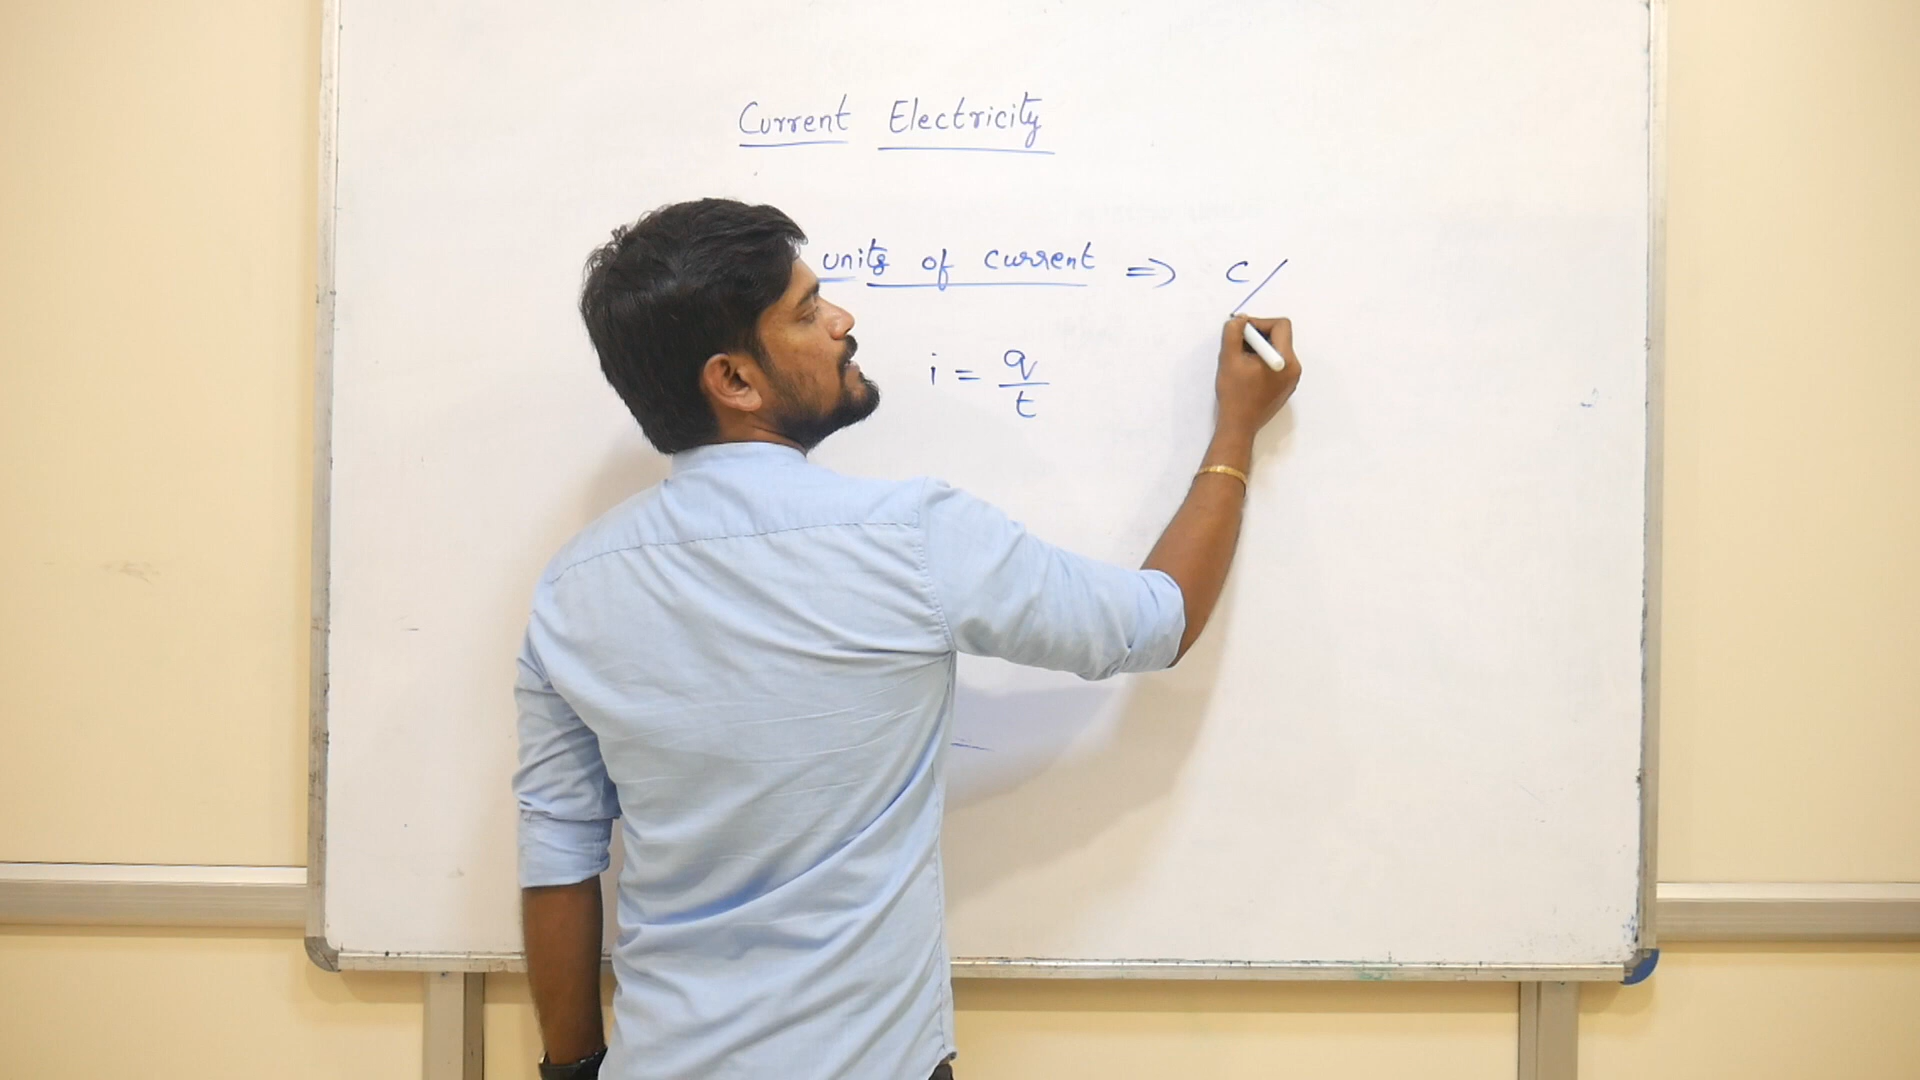 Current Electricity
units of current ⇒ C/
i = q/t